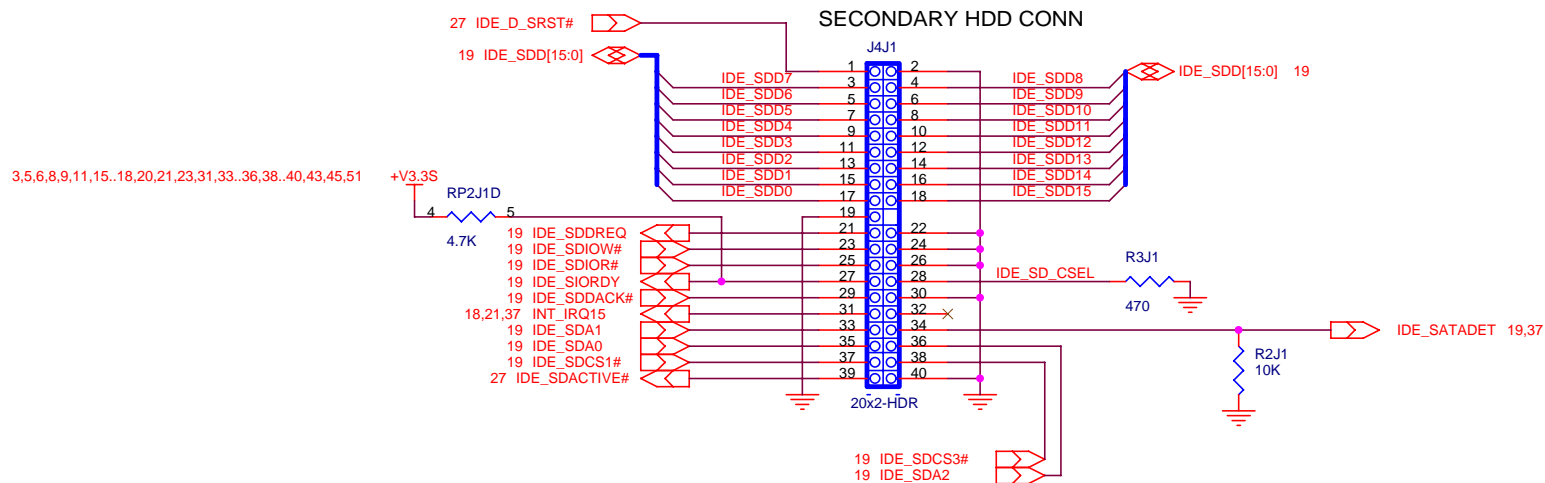 SECONDARY HDD CONN
27 IDE_D_SRST#
19 IDE_SDD[15:0]
J4J1
IDE_SDD[15:0] 19
1 2
IDE_SDD7 3 4 IDE_SDD8
IDE_SDD6 5 6 IDE_SDD9
IDE_SDD5 7 8 IDE_SDD10
IDE_SDD4 9 10 IDE_SDD11
IDE_SDD3 11 12 IDE_SDD12
IDE_SDD2 13 14 IDE_SDD13
IDE_SDD1 15 16 IDE_SDD14
IDE_SDD0 17 18 IDE_SDD15
3,5,6,8,9,11,15..18,20,21,23,31,33..36,38..40,43,45,51 +V3.3S
RP2J1D
4 5
4.7K
19
19 IDE_SDDREQ 21 22
19 IDE_SDIOW# 23 24
19 IDE_SDIOR# 25 26
19 IDE_SIORDY 27 28 IDE_SD_CSEL
R3J1
470
19 IDE_SDDACK# 29 30
18,21,37 INT_IRQ15 31 32
19 IDE_SDA1 33 34
IDE_SATADET 19,37
19 IDE_SDA0 35 36
19 IDE_SDCS1# 37 38
27 IDE_SDACTIVE# 39 40
R2J1
10K
20x2-HDR
19 IDE_SDCS3#
19 IDE_SDA2